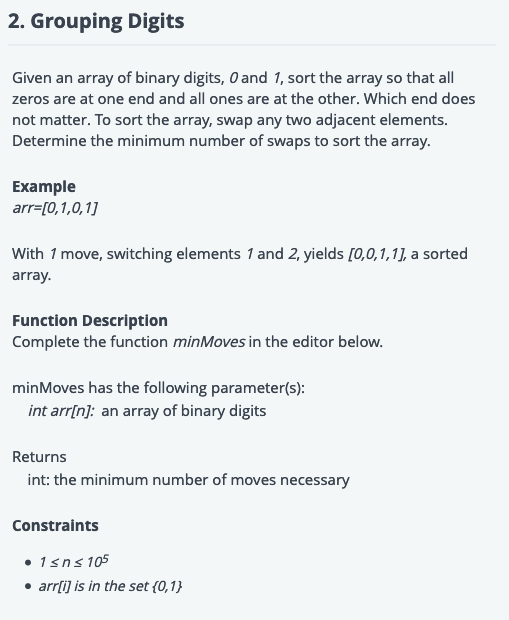 2. Grouping Digits
Given an array of binary digits, 0 and 1, sort the array so that all
zeros are at one end and all ones are at the other. Which end does
not matter. To sort the array, swap any two adjacent elements.
Determine the minimum number of swaps to sort the array.
Example
arr=[0,1,0,1]
With 1 move, switching elements 1 and 2, yields [0,0,1,1], a sorted
array.
Function Description
Complete the function minMoves in the editor below.
minMoves has the following parameter(s):
int arr[n]: an array of binary digits
Returns
int: the minimum number of moves necessary
Constraints
• 1 ≤ n ≤ 10⁵
• arr[i] is in the set {0,1}